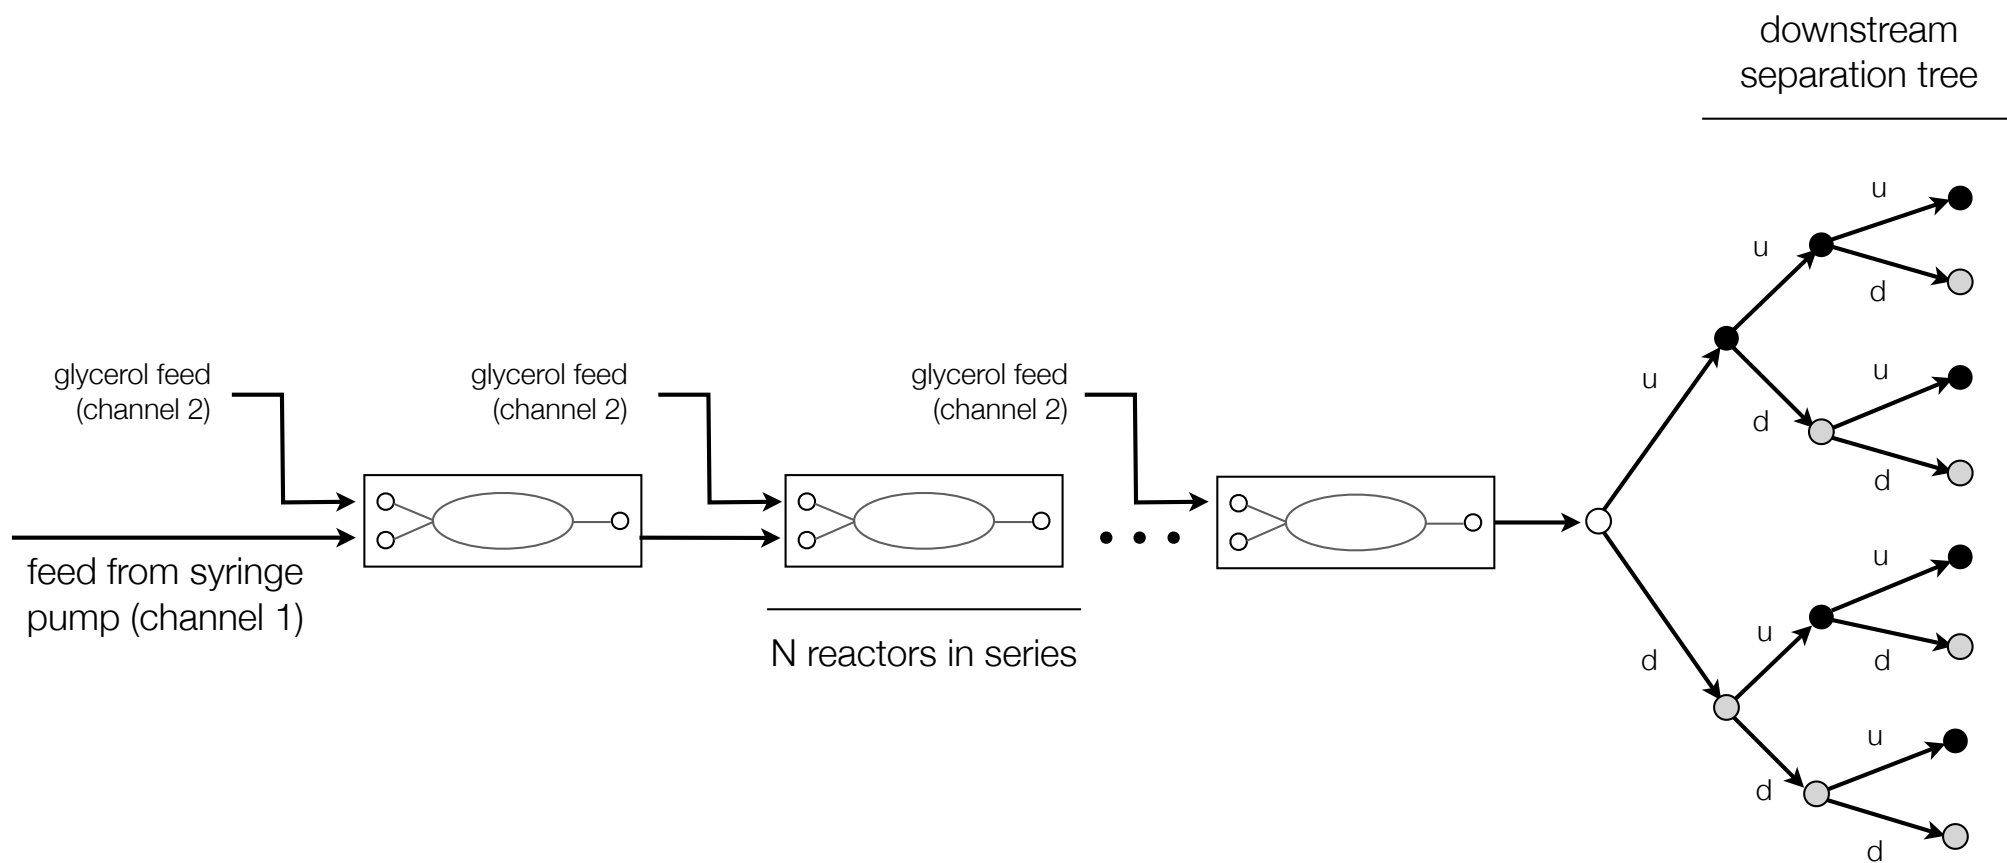 downstream
separation tree
glycerol feed
(channel 2)
glycerol feed
(channel 2)
glycerol feed
(channel 2)
feed from syringe
pump (channel 1)
N reactors in series
u
d
u
d
u
d
u
d
u
d
u
d
u
d